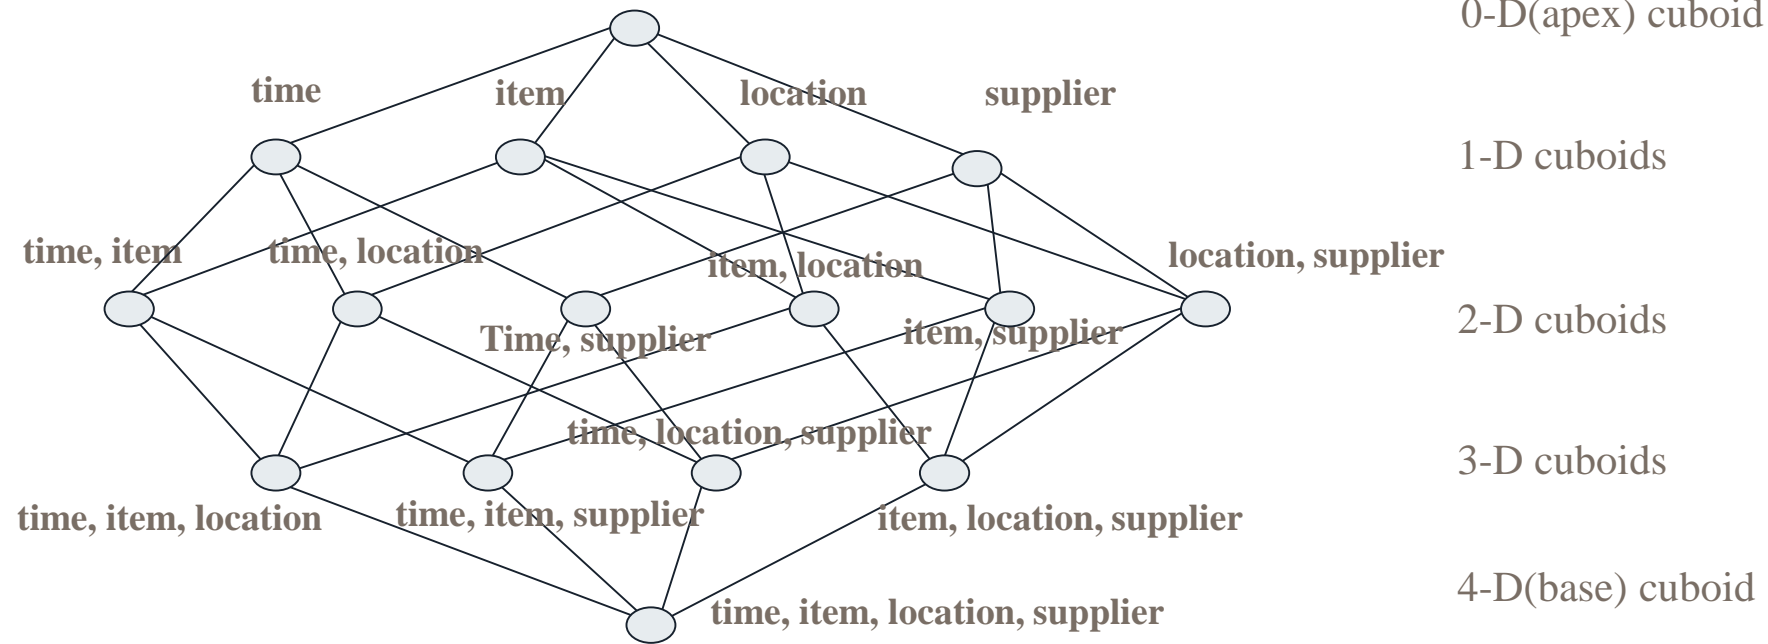 0-D(apex) cuboid
time
item
location
supplier
1-D cuboids
time, item
time, location
item, location
location, supplier
Time, supplier
item, supplier
2-D cuboids
time, location, supplier
3-D cuboids
time, item, location
time, item, supplier
item, location, supplier
time, item, location, supplier
4-D(base) cuboid